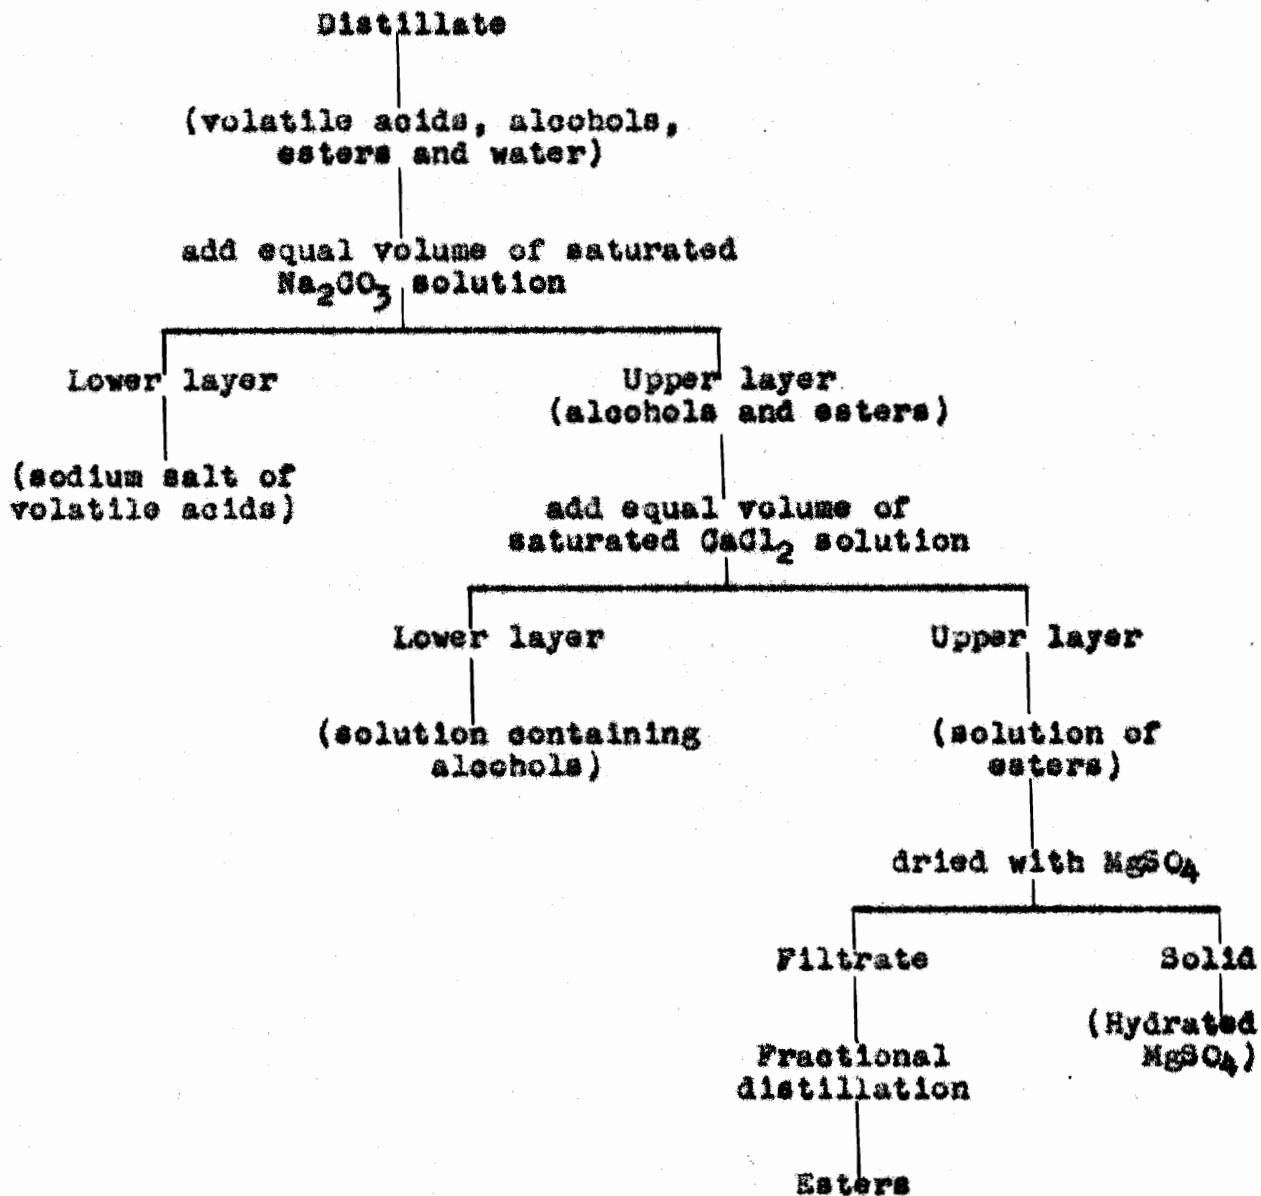 Distillate
(volatile acids, alcohols,
esters and water)
add equal volume of saturated
Na₂CO₃ solution
Lower layer
(sodium salt of
volatile acids)
Upper layer
(alcohols and esters)
add equal volume of
saturated CaCl₂ solution
Lower layer
(solution containing
alcohols)
Upper layer
(solution of
esters)
dried with MgSO₄
Filtrate
Fractional
distillation
Esters
Solid
(Hydrated
MgSO₄)